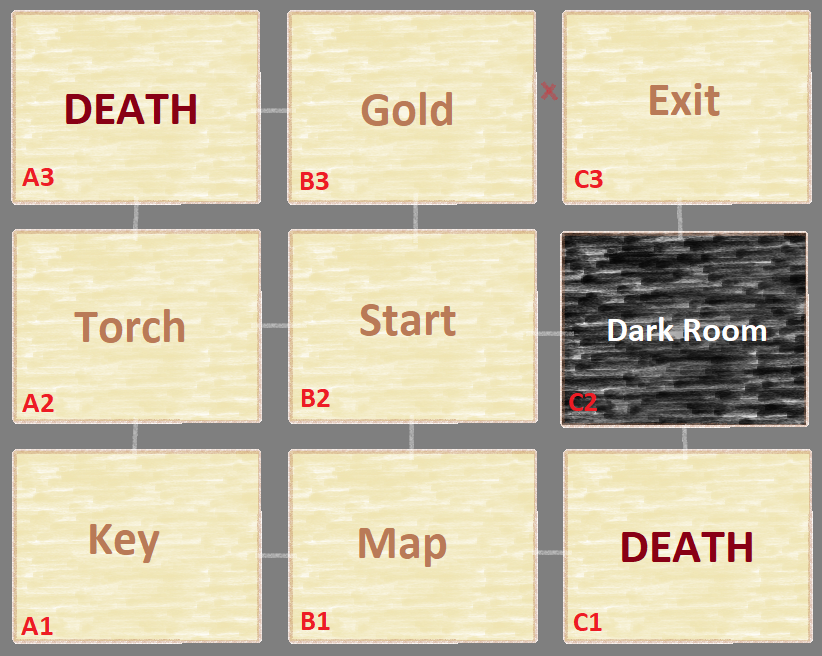 DEATH
A3
Gold
B3
x
Exit
C3
Torch
A2
Start
B2
Dark Room
C2
Key
A1
Map
B1
DEATH
C1